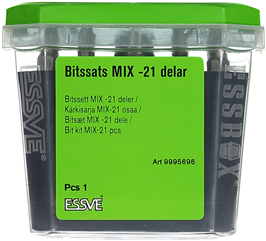 Bitssats MIX -21 delar
Bitssett MIX -21 deler /
Kärkisarja MIX -21 osaa /
Bitsæt MIX -21 dele /
Bit kit MIX-21 pcs
Art 9995696
Pcs 1
ESSVE
ESSVE
ESSBOX